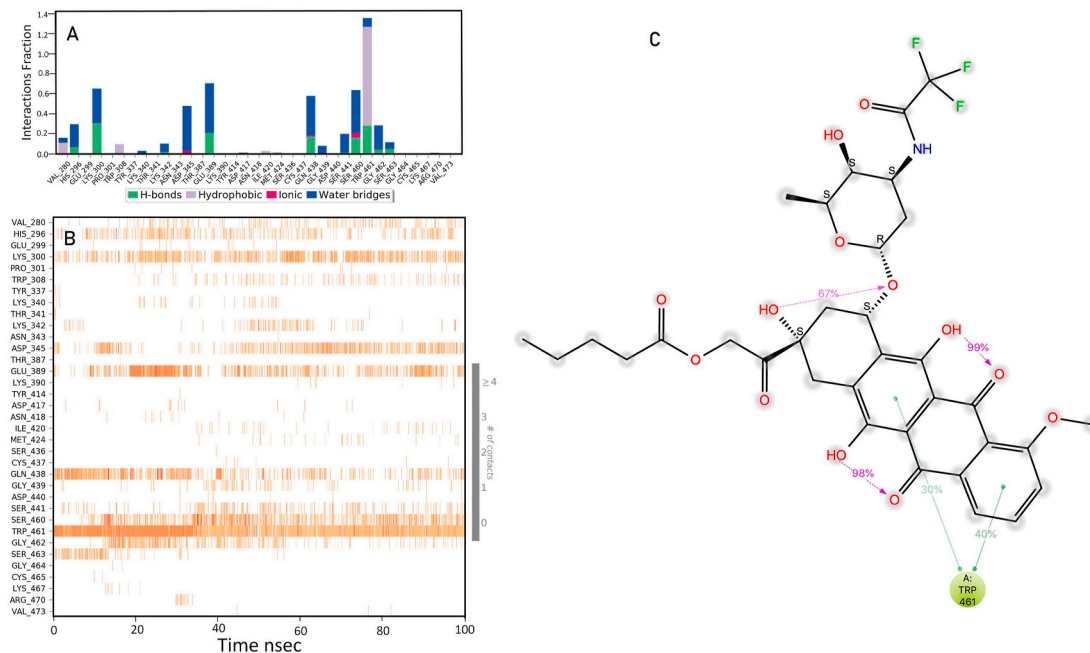 A
Interactions Fraction
1.4
1.2
1.0
0.8
0.6
0.4
0.2
0.0
VAL_280
HIS_296
GLU_299
LYS_300
PRO_301
TRP_308
TYR_337
LYS_340
THR_341
LYS_342
ASN_343
ASP_345
THR_387
GLU_389
LYS_390
TYR_414
ASP_417
ASN_418
ILE_420
MET_424
SER_436
CYS_437
GLN_438
GLY_439
ASP_440
SER_441
SER_460
TRP_461
GLY_462
SER_463
GLY_464
CYS_465
LYS_467
ARG_470
VAL_473
H-bonds Hydrophobic Ionic Water bridges
B
VAL_280
HIS_296
GLU_299
LYS_300
PRO_301
TRP_308
TYR_337
LYS_340
THR_341
LYS_342
ASN_343
ASP_345
THR_387
GLU_389
LYS_390
TYR_414
ASP_417
ASN_418
ILE_420
MET_424
SER_436
CYS_437
GLN_438
GLY_439
ASP_440
SER_441
SER_460
TRP_461
GLY_462
SER_463
GLY_464
CYS_465
LYS_467
ARG_470
VAL_473
0 20 40 60 80 100
Time nsec
≥4
3
2
1
0
# of contacts
C
F
F
F
O
NH
HO
S
S
S
O
R
O
67%
HO
S
S
O
O
O
OH
99%
O
O
HO
98%
O
30%
40%
A:
TRP
461